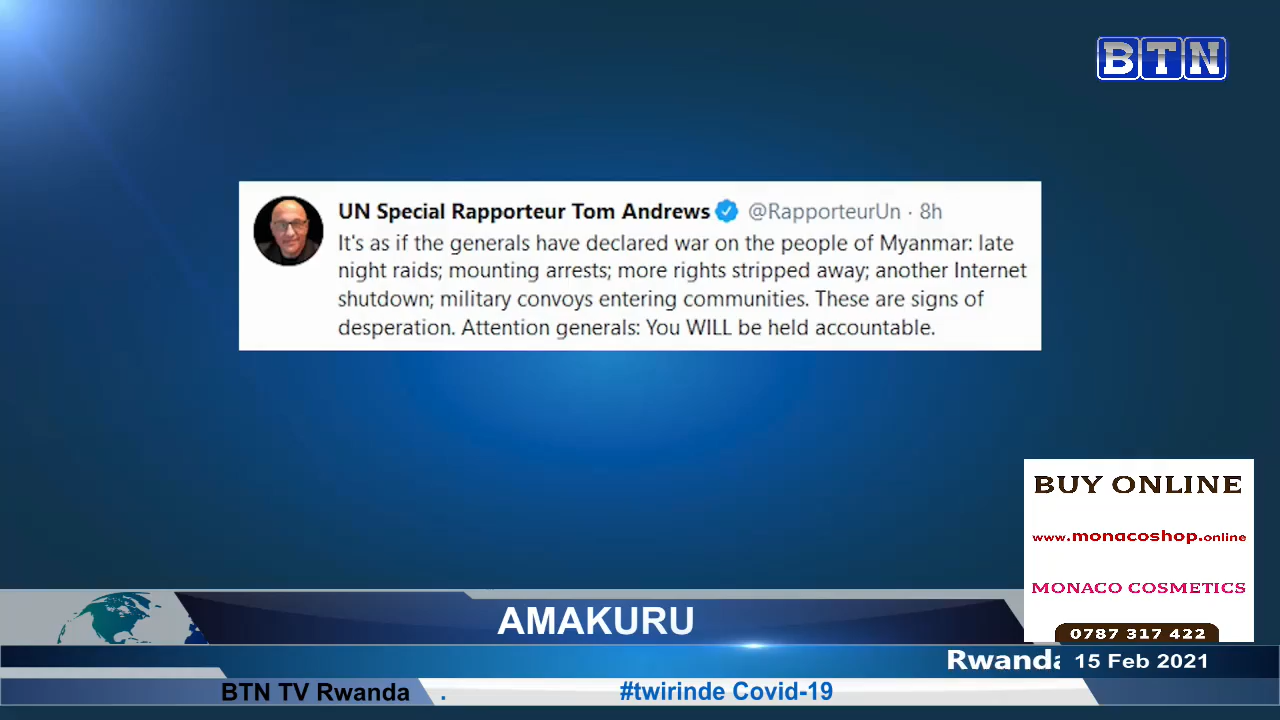 BTN
UN Special Rapporteur Tom Andrews @RapporteurUn · 8h
It's as if the generals have declared war on the people of Myanmar: late
night raids; mounting arrests; more rights stripped away; another Internet
shutdown; military convoys entering communities. These are signs of
desperation. Attention generals: You WILL be held accountable.
BUY ONLINE
www.monacoshop.online
MONACO COSMETICS
0787 317 422
AMAKURU
Rwanda 15 Feb 2021
BTN TV Rwanda . #twirinde Covid-19